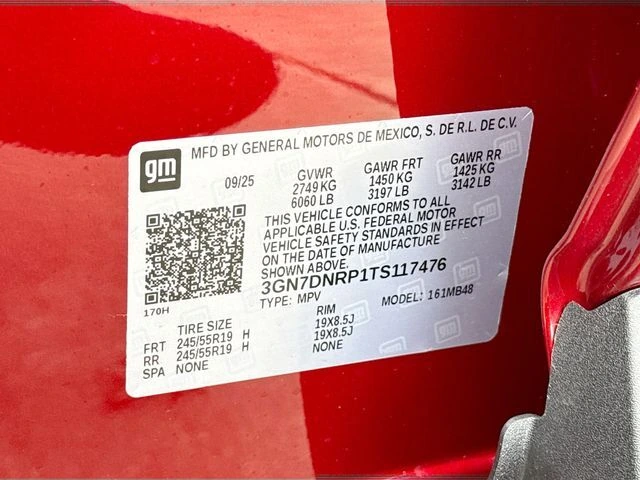 gm
MFD BY GENERAL MOTORS DE MEXICO, S. DE R.L. DE C.V.
09/25 GVWR GAWR FRT GAWR RR
2749 KG 1450 KG 1425 KG
6060 LB 3197 LB 3142 LB
THIS VEHICLE CONFORMS TO ALL
APPLICABLE U.S. FEDERAL MOTOR
VEHICLE SAFETY STANDARDS IN EFFECT
ON THE DATE OF MANUFACTURE
SHOWN ABOVE.
3GN7DNRP1TS117476
170H TYPE: MPV MODEL: 161MB48
TIRE SIZE RIM
FRT 245/55R19 H 19X8.5J
RR 245/55R19 H 19X8.5J
SPA NONE NONE